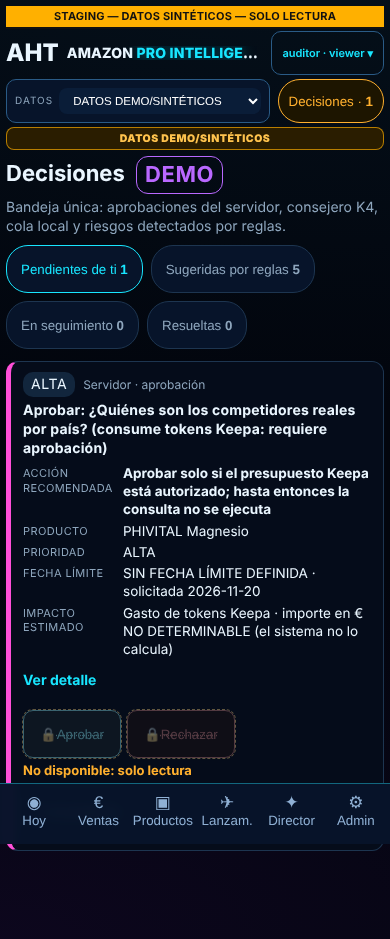 STAGING — DATOS SINTÉTICOS — SOLO LECTURA
AHT AMAZON PRO INTELLIGE... auditor · viewer ▾
DATOS DATOS DEMO/SINTÉTICOS Decisiones · 1
DATOS DEMO/SINTÉTICOS
Decisiones DEMO
Bandeja única: aprobaciones del servidor, consejero K4,
cola local y riesgos detectados por reglas.
Pendientes de ti 1 Sugeridas por reglas 5
En seguimiento 0 Resueltas 0
ALTA Servidor · aprobación
Aprobar: ¿Quiénes son los competidores reales
por país? (consume tokens Keepa: requiere
aprobación)
ACCIÓN RECOMENDADA Aprobar solo si el presupuesto Keepa
está autorizado; hasta entonces la
consulta no se ejecuta
PRODUCTO PHIVITAL Magnesio
PRIORIDAD ALTA
FECHA LÍMITE SIN FECHA LÍMITE DEFINIDA ·
solicitada 2026-11-20
IMPACTO ESTIMADO Gasto de tokens Keepa · importe en €
NO DETERMINABLE (el sistema no lo
calcula)
Ver detalle
Aprobar Rechazar
No disponible: solo lectura
Hoy € Ventas Productos Lanzam. Director Admin